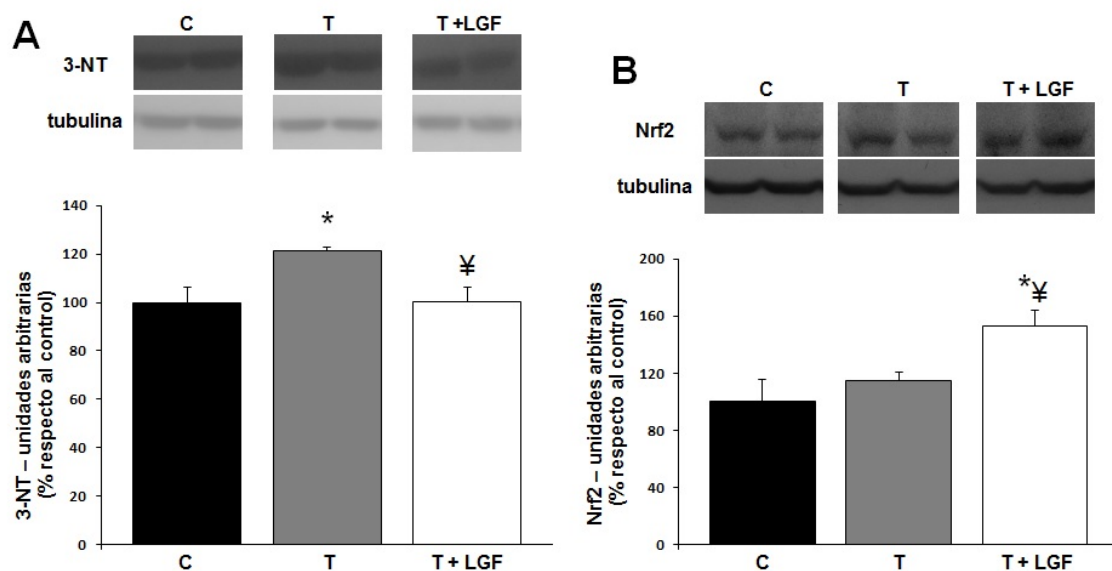 A
C T T +LGF
3-NT
tubulina
3-NT – unidades arbitrarias
(% respecto al control)
140
120
100
80
60
40
20
0
*
¥
C T T + LGF
B
C T T + LGF
Nrf2
tubulina
Nrf2 – unidades arbitrarias
(% respecto al control)
200
160
120
80
40
0
*¥
C T T + LGF